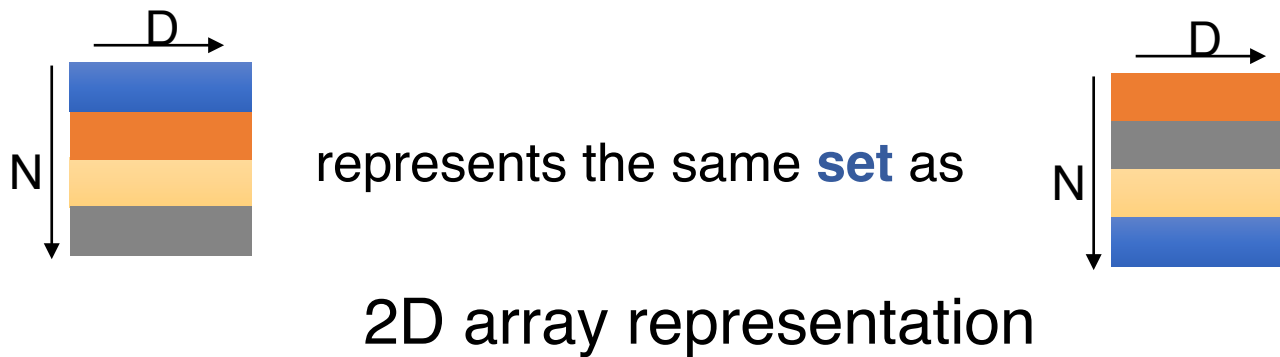 D
D
N
represents the same set as
N
2D array representation